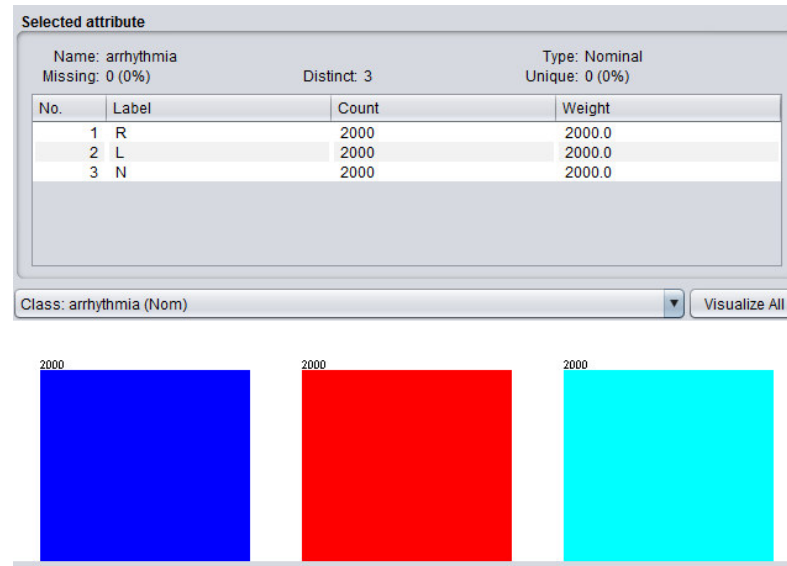 Selected attribute
Name: arrhythmia Type: Nominal
Missing: 0 (0%) Distinct: 3 Unique: 0 (0%)
No. Label Count Weight
1 R 2000 2000.0
2 L 2000 2000.0
3 N 2000 2000.0
Class: arrhythmia (Nom) Visualize All
2000 2000 2000